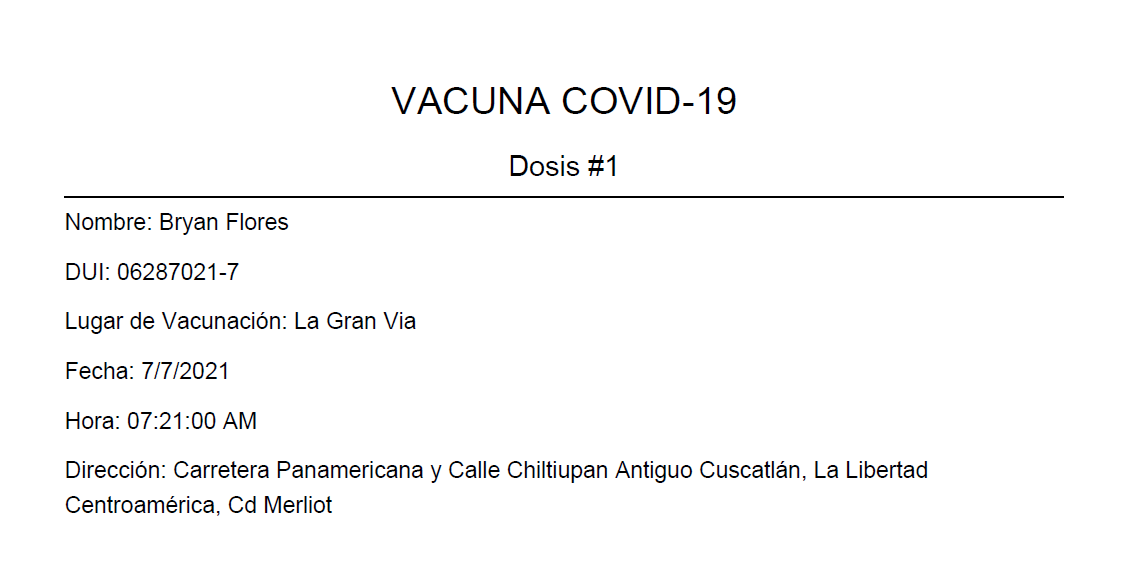 VACUNA COVID-19
Dosis #1
Nombre: Bryan Flores
DUI: 06287021-7
Lugar de Vacunación: La Gran Via
Fecha: 7/7/2021
Hora: 07:21:00 AM
Dirección: Carretera Panamericana y Calle Chiltiupan Antiguo Cuscatlán, La Libertad
Centroamérica, Cd Merliot